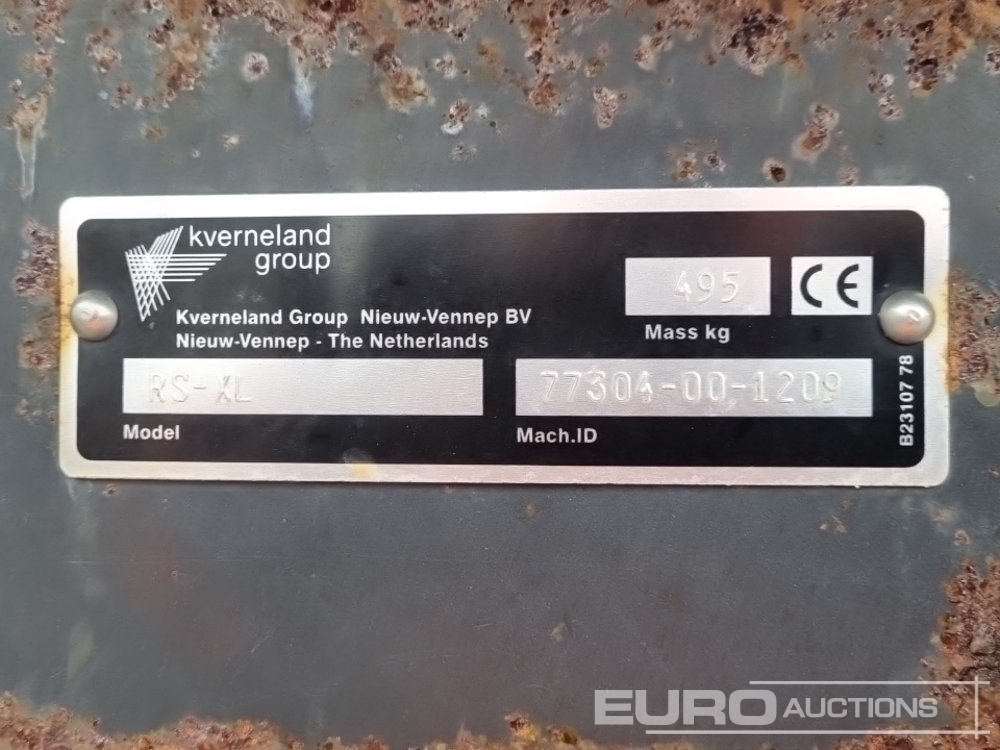 kverneland
group
495
CE
Mass kg
Kverneland Group Nieuw-Vennep BV
Nieuw-Vennep - The Netherlands
RS-XL
Model
77304-00-1209
Mach.ID
B23107 78
EURO AUCTIONS